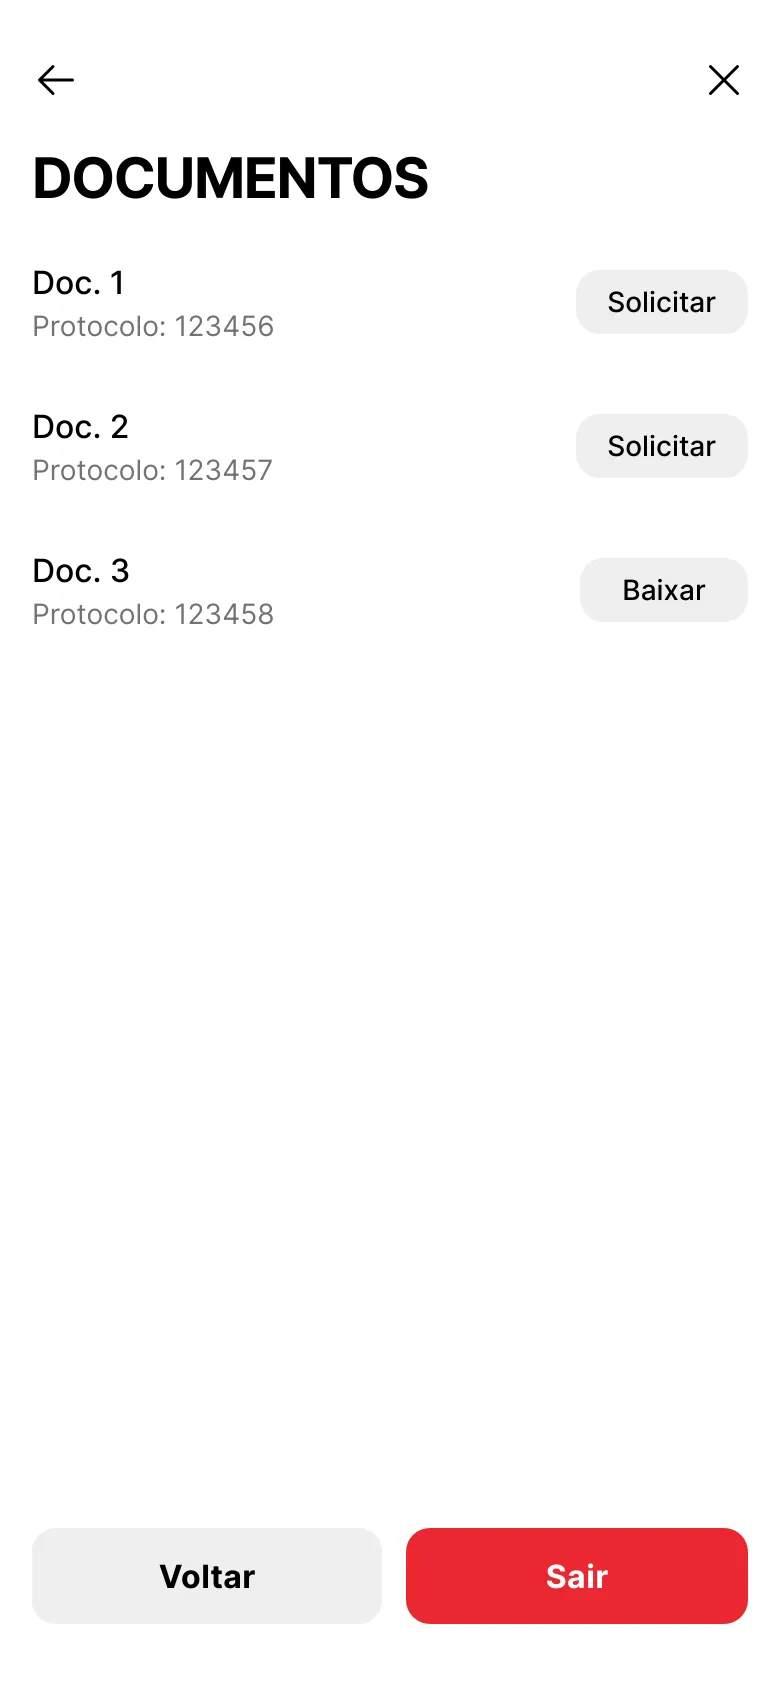 DOCUMENTOS
Doc. 1
Protocolo: 123456
Solicitar
Doc. 2
Protocolo: 123457
Solicitar
Doc. 3
Protocolo: 123458
Baixar
Voltar
Sair